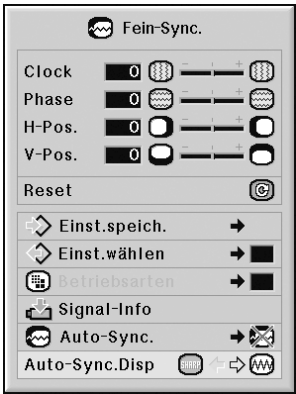 Fein-Sync.
Clock 0
Phase 0
H-Pos. 0
V-Pos. 0
Reset
Einst.speich.
Einst.wählen
Betriebsarten
Signal-Info
Auto-Sync.
Auto-Sync.Disp SHARP